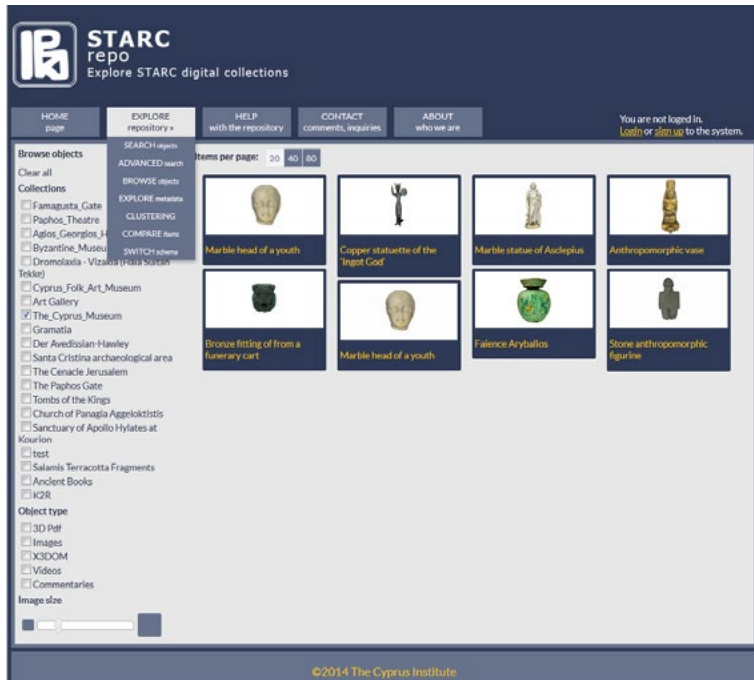 STARC
repo
Explore STARC digital collections
HOME
page
EXPLORE
repository »
HELP
with the repository
CONTACT
comments, inquiries
ABOUT
who we are
You are not loged in.
Login or sign up to the system.
SEARCH objects
ADVANCED search
BROWSE objects
EXPLORE metadata
CLUSTERING
COMPARE items
SWITCH schema
Browse objects
Clear all
Collections
Famagusta_Gate
Paphos_Theatre
Agios_Georgios_H
Byzantine_Museu
Dromolaxia - Vizakia (Hala Sultan
Tekke)
Cyprus_Folk_Art_Museum
Art Gallery
The_Cyprus_Museum
Gramatia
Der Avedissian-Hawley
Santa Cristina archaeological area
The Cenacle Jerusalem
The Paphos Gate
Tombs of the Kings
Church of Panagia Aggeloktistis
Sanctuary of Apollo Hylates at
Kourion
test
Salamis Terracotta Fragments
Ancient Books
K2R
Object type
3D Pdf
Images
X3DOM
Videos
Commentaries
Image size
Items per page: 20 40 80
Marble head of a youth
Copper statuette of the
'Ingot God'
Marble statue of Asclepius
Anthropomorphic vase
Bronze fitting of from a
funerary cart
Marble head of a youth
Faience Aryballos
Stone anthropomorphic
figurine
©2014 The Cyprus Institute